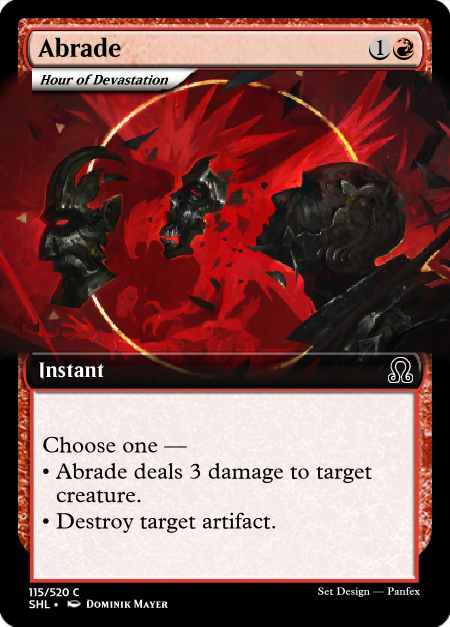 Abrade 1
Hour of Devastation
Instant
Choose one —
• Abrade deals 3 damage to target
creature.
• Destroy target artifact.
115/520 C
Set Design — Panfex
SHL • Dominik Mayer